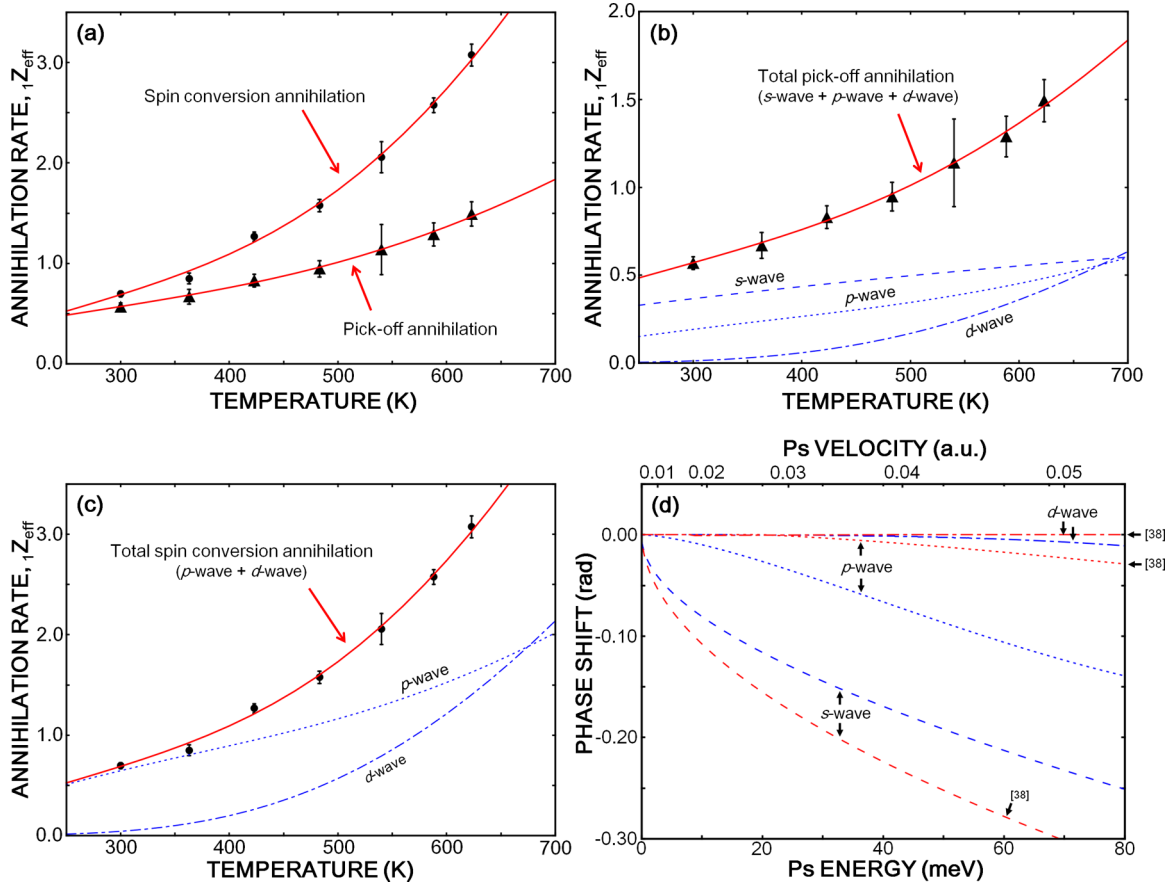 (a)
3.0
2.0
1.0
0.0
ANNIHILATION RATE, ₁Zeff
Spin conversion annihilation
Pick-off annihilation
300
400
500
600
700
TEMPERATURE (K)
(b)
2.0
1.5
1.0
0.5
0.0
ANNIHILATION RATE, ₁Zeff
Total pick-off annihilation
(s-wave + p-wave + d-wave)
s-wave
p-wave
d-wave
300
400
500
600
700
TEMPERATURE (K)
(c)
3.0
2.0
1.0
0.0
ANNIHILATION RATE, ₁Zeff
Total spin conversion annihilation
(p-wave + d-wave)
p-wave
d-wave
300
400
500
600
700
TEMPERATURE (K)
Ps VELOCITY (a.u.)
0.01
0.02
0.03
0.04
0.05
(d)
0.00
-0.10
-0.20
-0.30
PHASE SHIFT (rad)
d-wave
[38]
[38]
p-wave
s-wave
[38]
0
20
40
60
80
Ps ENERGY (meV)